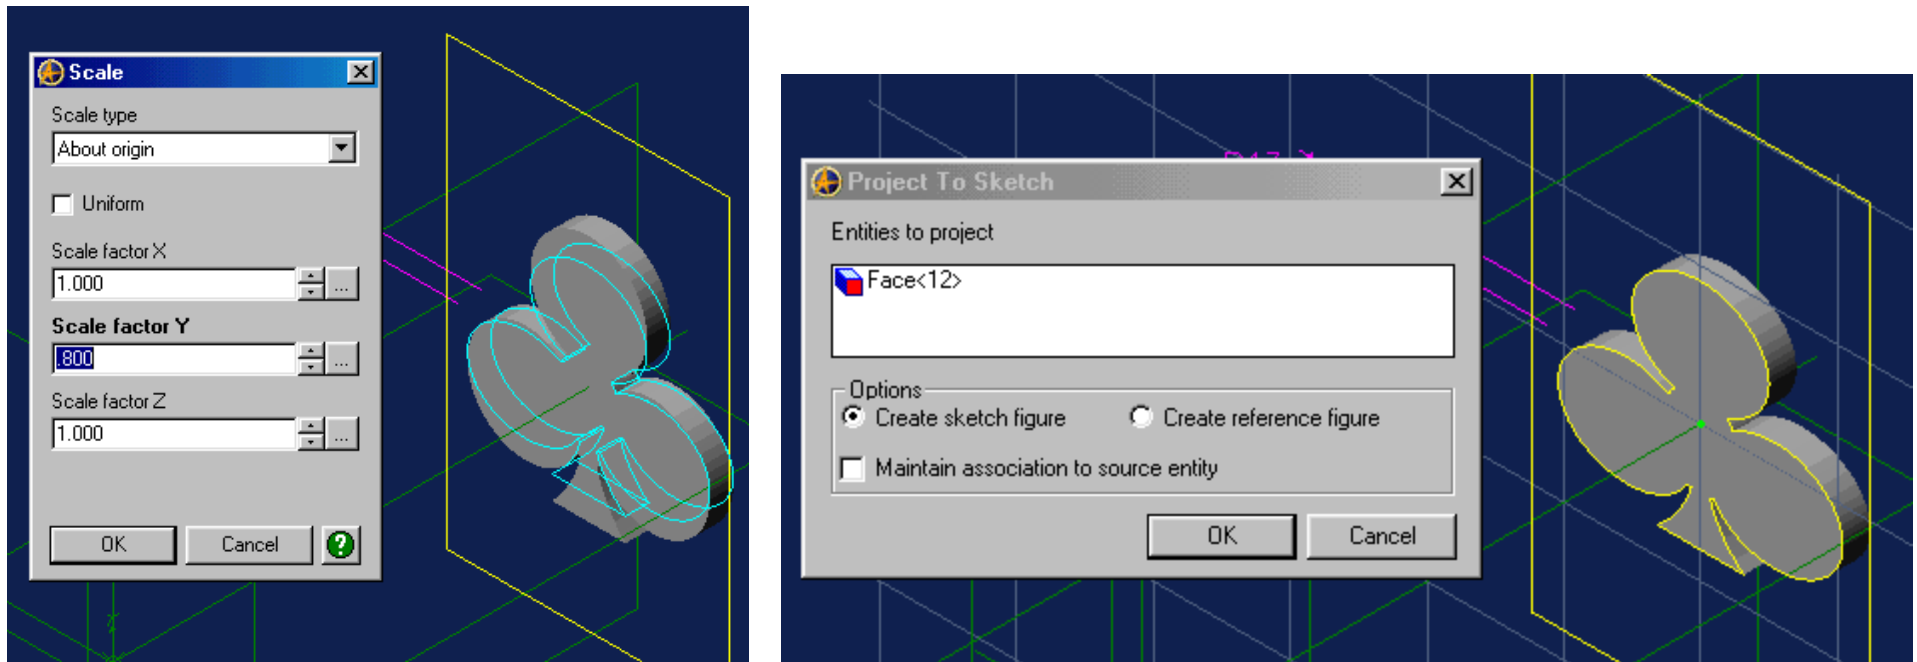 Scale
Scale type
About origin
Uniform
Scale factor X
1.000
...
Scale factor Y
.800
...
Scale factor Z
1.000
...
OK
Cancel
?
Project To Sketch
Entities to project
Face<12>
Options
Create sketch figure
Create reference figure
Maintain association to source entity
OK
Cancel